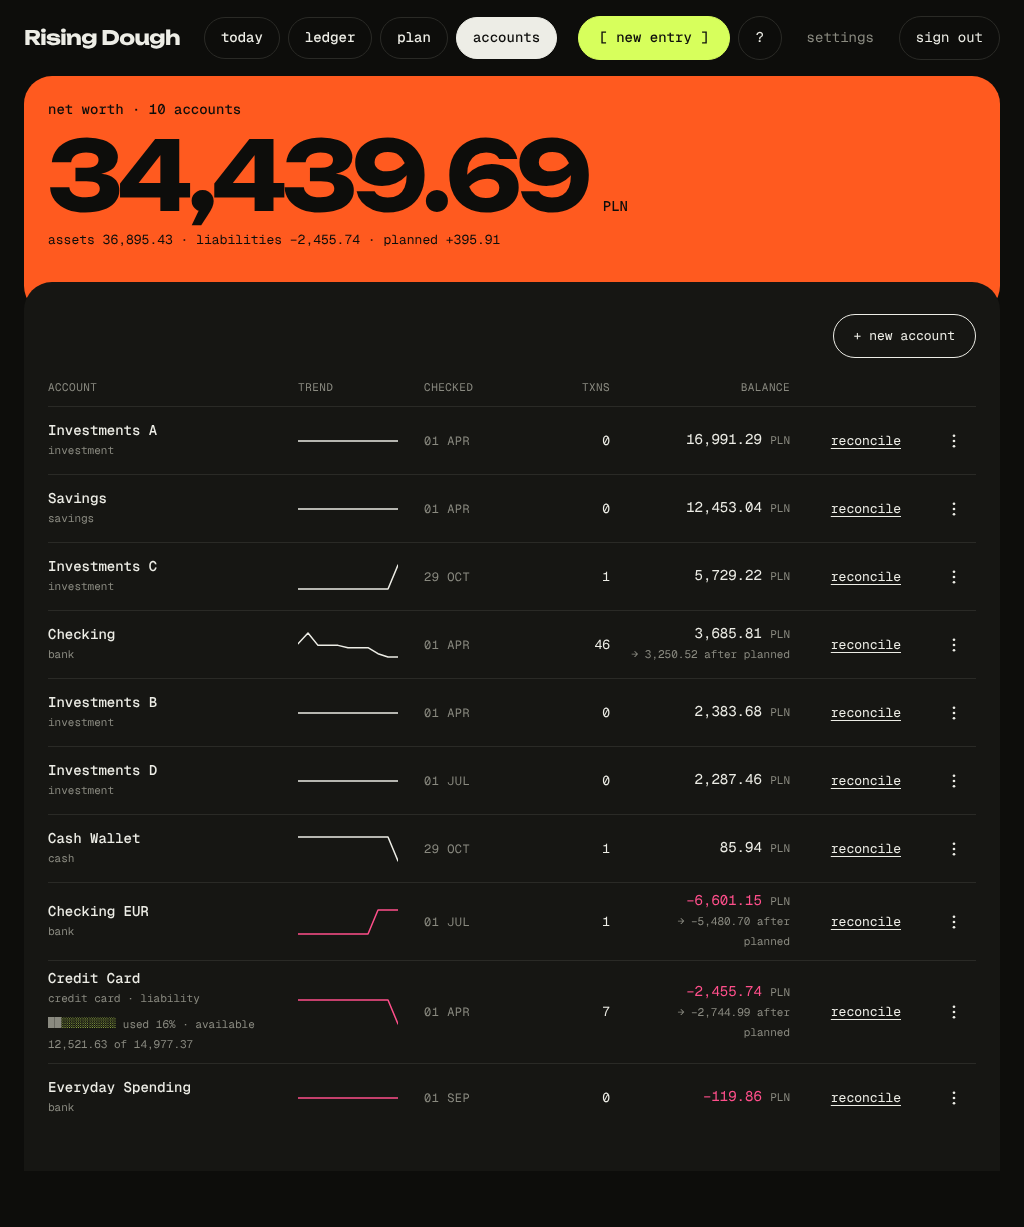 Rising Dough today ledger plan accounts [ new entry ] ? settings sign out
net worth · 10 accounts
34,439.69 PLN
assets 36,895.43 · liabilities −2,455.74 · planned +395.91
+ new account
ACCOUNT TREND CHECKED TXNS BALANCE
Investments A
investment
01 APR 0 16,991.29 PLN reconcile
Savings
savings
01 APR 0 12,453.04 PLN reconcile
Investments C
investment
29 OCT 1 5,729.22 PLN reconcile
Checking
bank
01 APR 46 3,685.81 PLN
→ 3,250.52 after planned
reconcile
Investments B
investment
01 APR 0 2,383.68 PLN reconcile
Investments D
investment
01 JUL 0 2,287.46 PLN reconcile
Cash Wallet
cash
29 OCT 1 85.94 PLN reconcile
Checking EUR
bank
01 JUL 1 −6,601.15 PLN
→ −5,480.70 after
planned
reconcile
Credit Card
credit card · liability
used 16% · available
12,521.63 of 14,977.37
01 APR 7 −2,455.74 PLN
→ −2,744.99 after
planned
reconcile
Everyday Spending
bank
01 SEP 0 −119.86 PLN reconcile